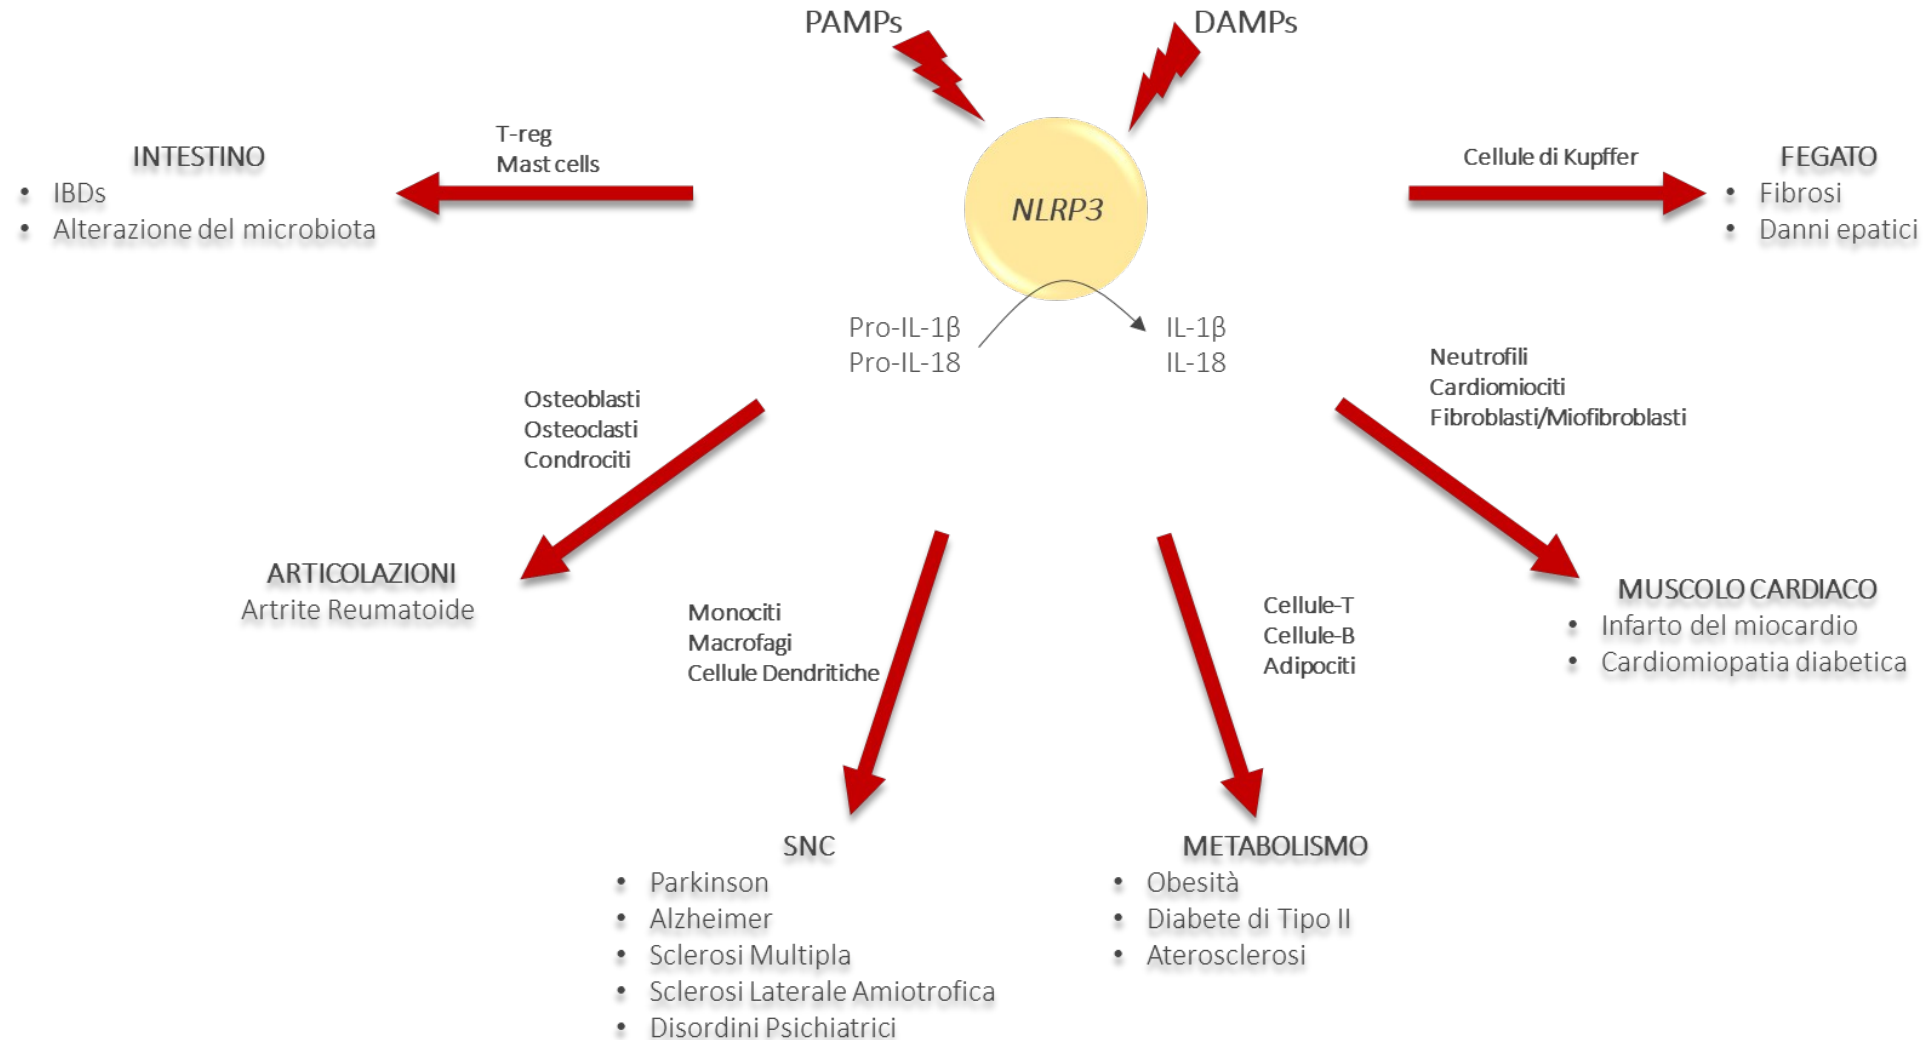 PAMPs
DAMPs
NLRP3
Pro-IL-1β
Pro-IL-18
IL-1β
IL-18
T-reg
Mast cells
INTESTINO
• IBDs
• Alterazione del microbiota
Cellule di Kupffer
FEGATO
• Fibrosi
• Danni epatici
Osteoblasti
Osteoclasti
Condrociti
ARTICOLAZIONI
Artrite Reumatoide
Neutrofili
Cardiomiociti
Fibroblasti/Miofibroblasti
MUSCOLO CARDIACO
• Infarto del miocardio
• Cardiomiopatia diabetica
Monociti
Macrofagi
Cellule Dendritiche
SNC
• Parkinson
• Alzheimer
• Sclerosi Multipla
• Sclerosi Laterale Amiotrofica
• Disordini Psichiatrici
Cellule-T
Cellule-B
Adipociti
METABOLISMO
• Obesità
• Diabete di Tipo II
• Aterosclerosi